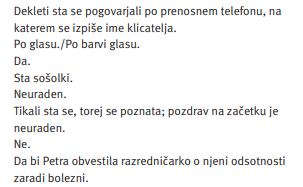 Dekleti sta se pogovarjali po prenosnem telefonu, na
katerem se izpiše ime klicatelja.
Po glasu./Po barvi glasu.
Da.
Sta sošolki.
Neuraden.
Tikali sta se, torej se poznata; pozdrav na začetku je
neuraden.
Ne.
Da bi Petra obvestila razredničarko o njeni odsotnosti
zaradi bolezni.